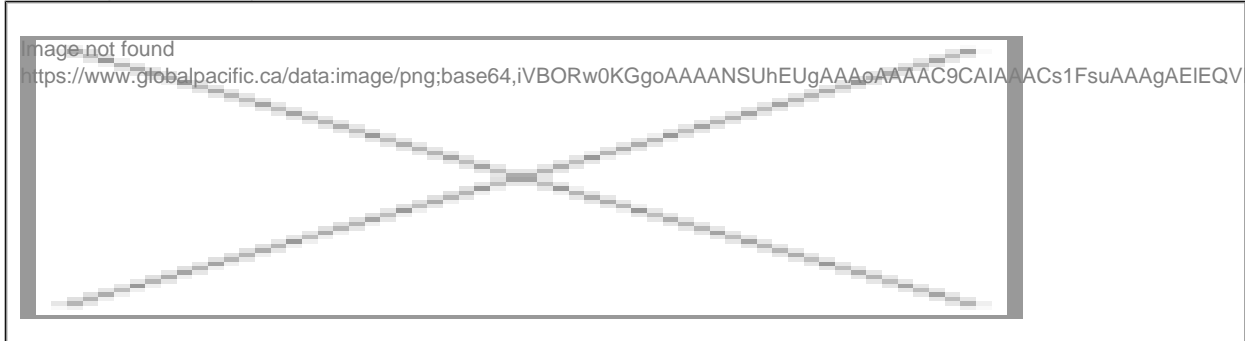 Image not found
https://www.globalpacific.ca/data:image/png;base64,iVBORw0KGgoAAAANSUhEUgAAAoAAAAC9CAIAAACs1FsuAAAgAElEQV